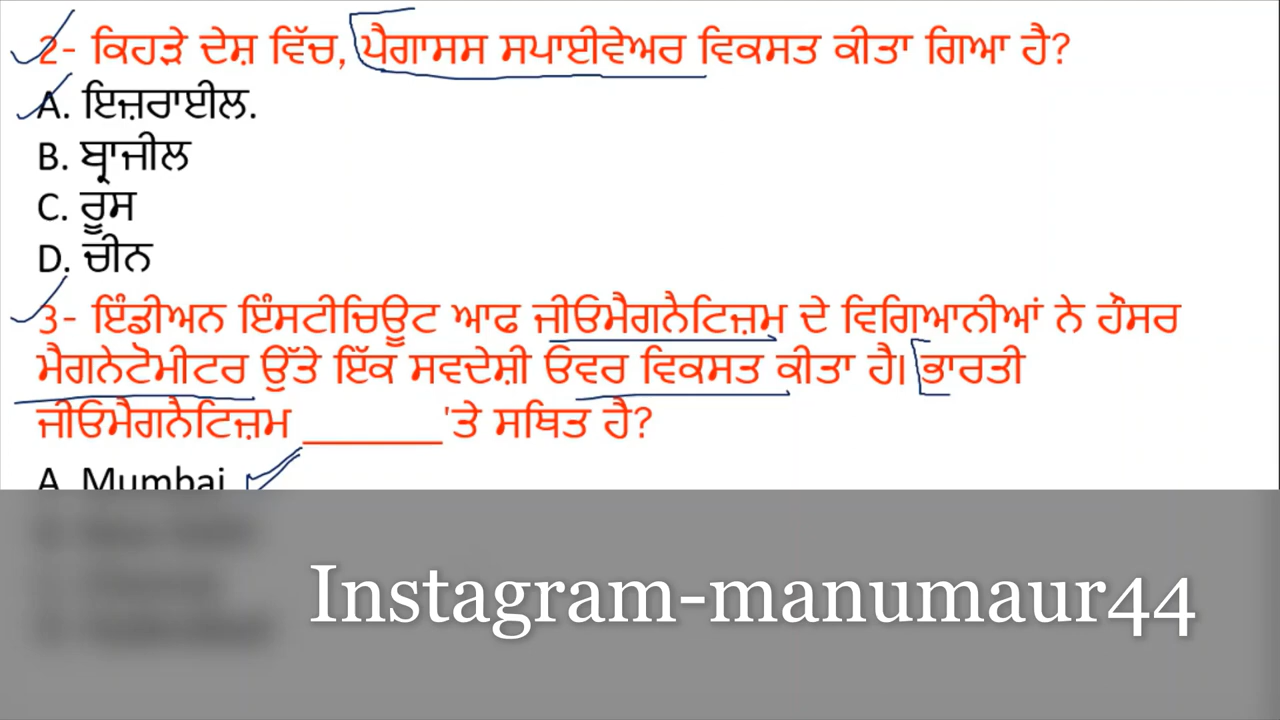 2- ਕਿਹੜੇ ਦੇਸ਼ ਵਿੱਚ, ਪੈਗਾਸਸ ਸਪਾਈਵੇਅਰ ਵਿਕਸਤ ਕੀਤਾ ਗਿਆ ਹੈ?
A. ਇਜ਼ਰਾਈਲ.
B. ਬ੍ਰਾਜੀਲ
C. ਰੂਸ
D. ਚੀਨ
3- ਇੰਡੀਅਨ ਇੰਸਟੀਚਿਊਟ ਆਫ ਜੀਓਮੈਗਨੈਟਿਜ਼ਮ ਦੇ ਵਿਗਿਆਨੀਆਂ ਨੇ ਹੌਸਰ
ਮੈਗਨੇਟੋਮੀਟਰ ਉੱਤੇ ਇੱਕ ਸਵਦੇਸ਼ੀ ਓਵਰ ਵਿਕਸਤ ਕੀਤਾ ਹੈ। ਭਾਰਤੀ
ਜੀਓਮੈਗਨੈਟਿਜ਼ਮ ______'ਤੇ ਸਥਿਤ ਹੈ?
A. Mumbai
Instagram-manumaur44